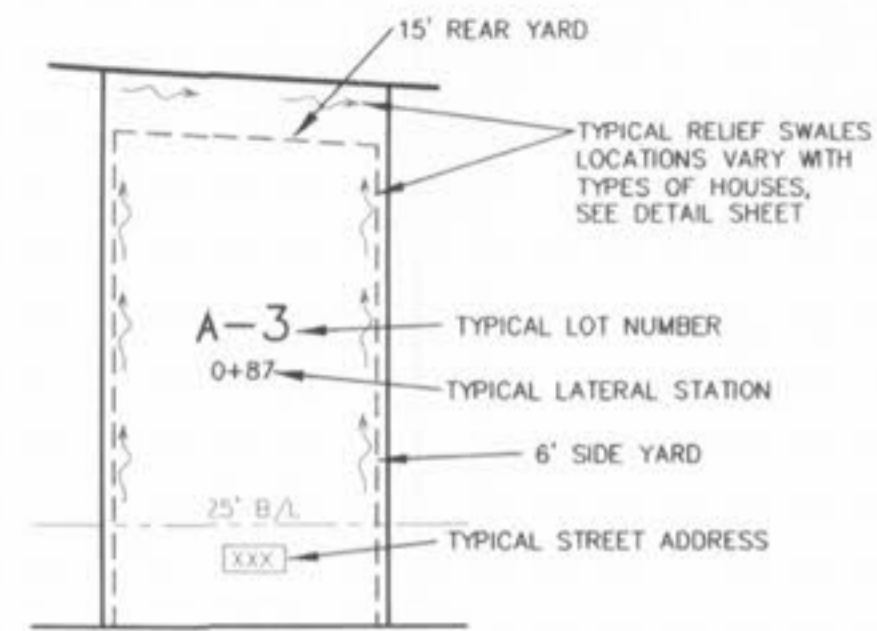 15' REAR YARD
TYPICAL RELIEF SWALES
LOCATIONS VARY WITH
TYPES OF HOUSES,
SEE DETAIL SHEET
A-3
TYPICAL LOT NUMBER
0+87
TYPICAL LATERAL STATION
6' SIDE YARD
25' B/L
XXX
TYPICAL STREET ADDRESS